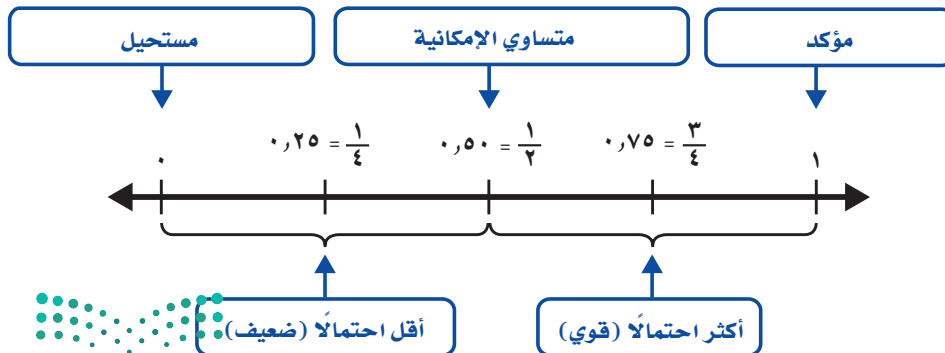 مؤكد
متساوي الإمكانية
مستحيل
٠
١/٤ = ٠,٢٥
١/٢ = ٠,٥٠
٣/٤ = ٠,٧٥
١
أكثر احتمالًا (قوي)
أقل احتمالًا (ضعيف)